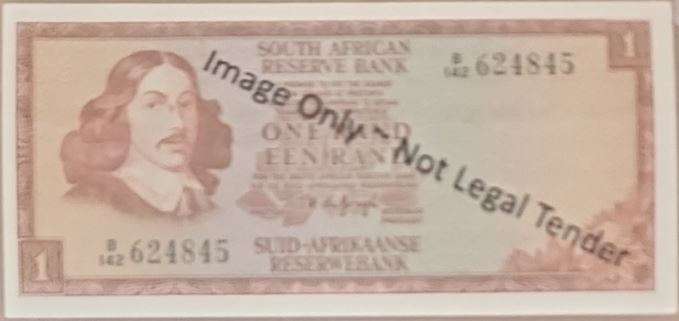 SOUTH AFRICAN
RESERVE BANK
B/142 624845
1
ONE RAND
EEN RAND
Image Only - Not Legal Tender
B/142 624845
1
SUID-AFRIKAANSE
RESERWEBANK